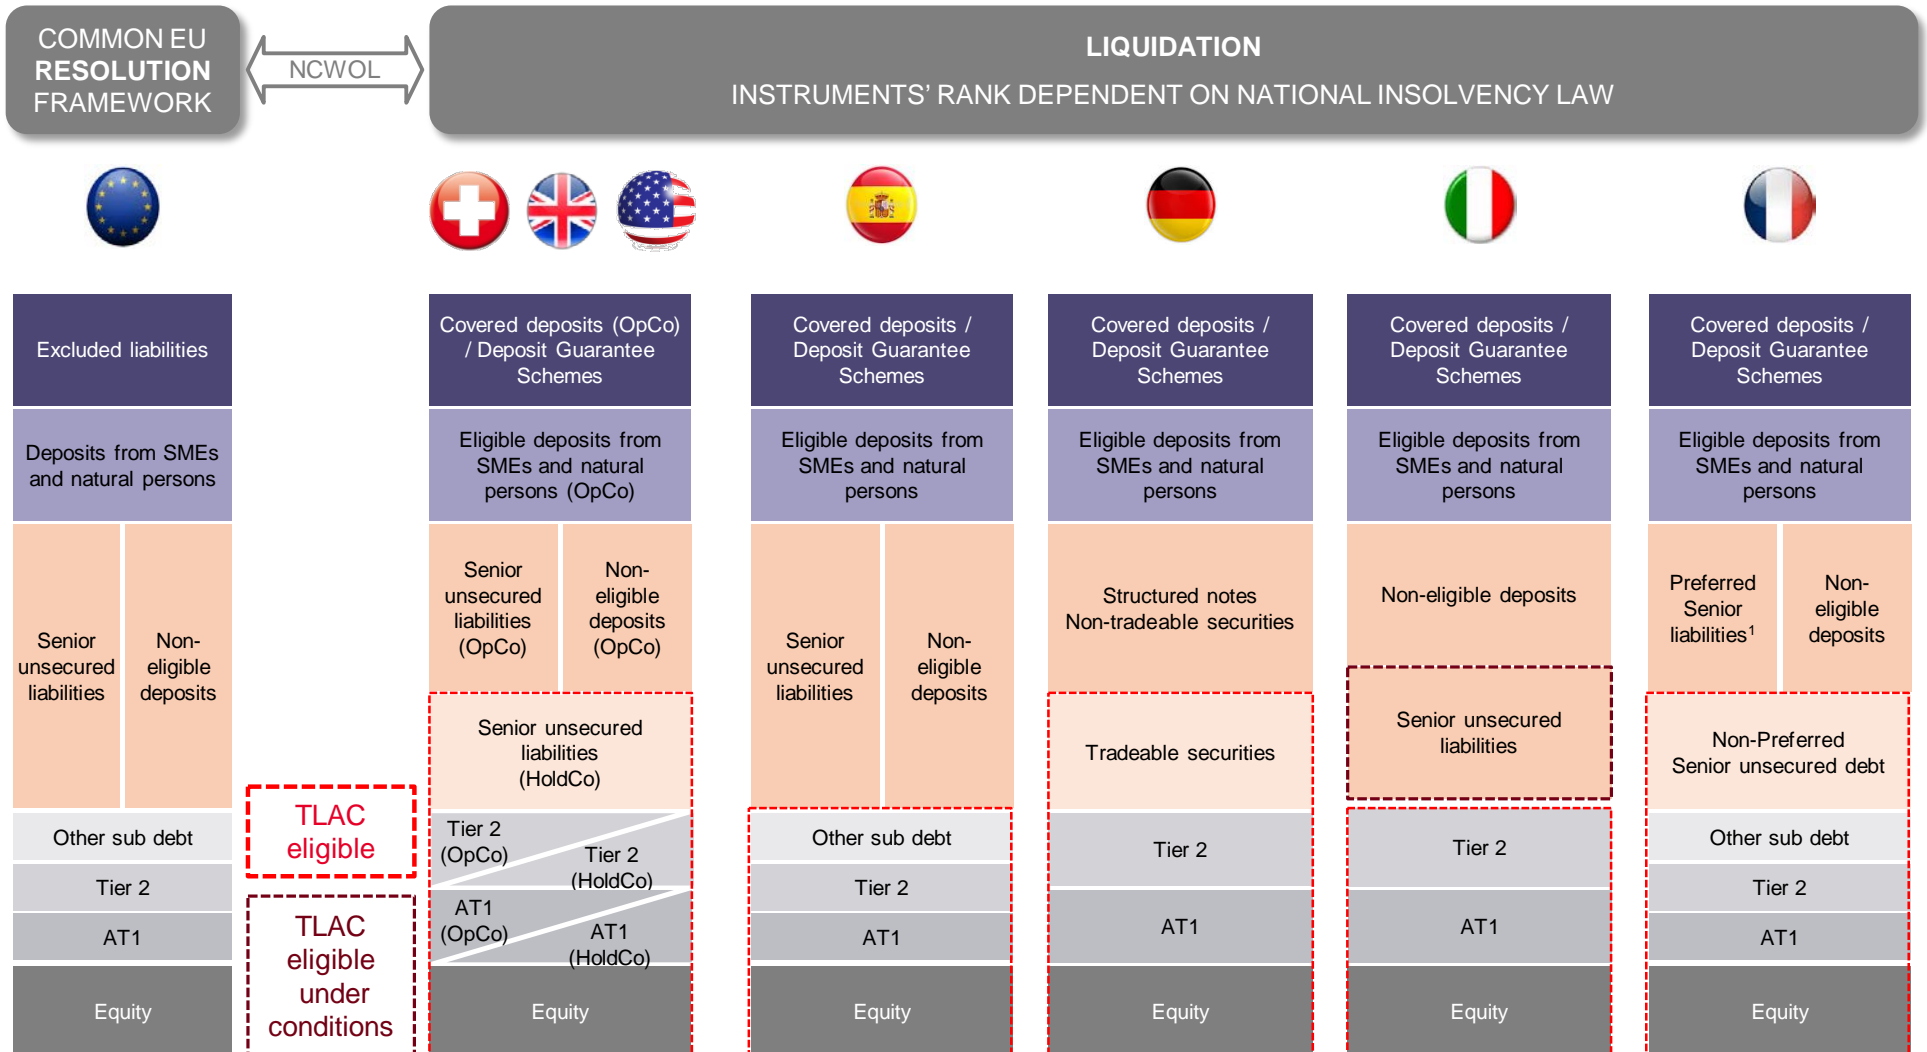 COMMON EU
RESOLUTION
FRAMEWORK
NCWOL
LIQUIDATION
INSTRUMENTS' RANK DEPENDENT ON NATIONAL INSOLVENCY LAW
Excluded liabilities
Deposits from SMEs
and natural persons
Senior
unsecured
liabilities
Non-
eligible
deposits
Other sub debt
Tier 2
AT1
Equity
TLAC
eligible
TLAC
eligible
under
conditions
Covered deposits (OpCo)
/ Deposit Guarantee
Schemes
Eligible deposits from
SMEs and natural
persons (OpCo)
Senior
unsecured
liabilities
(OpCo)
Non-
eligible
deposits
(OpCo)
Senior unsecured
liabilities
(HoldCo)
Tier 2
(OpCo)
Tier 2
(HoldCo)
AT1
(OpCo)
AT1
(HoldCo)
Equity
Covered deposits /
Deposit Guarantee
Schemes
Eligible deposits from
SMEs and natural
persons
Senior
unsecured
liabilities
Non-
eligible
deposits
Other sub debt
Tier 2
AT1
Equity
Covered deposits /
Deposit Guarantee
Schemes
Eligible deposits from
SMEs and natural
persons
Structured notes
Non-tradeable securities
Tradeable securities
Tier 2
AT1
Equity
Covered deposits /
Deposit Guarantee
Schemes
Eligible deposits from
SMEs and natural
persons
Non-eligible deposits
Senior unsecured
liabilities
Tier 2
AT1
Equity
Covered deposits /
Deposit Guarantee
Schemes
Eligible deposits from
SMEs and natural
persons
Preferred
Senior
liabilities¹
Non-
eligible
deposits
Non-Preferred
Senior unsecured debt
Other sub debt
Tier 2
AT1
Equity